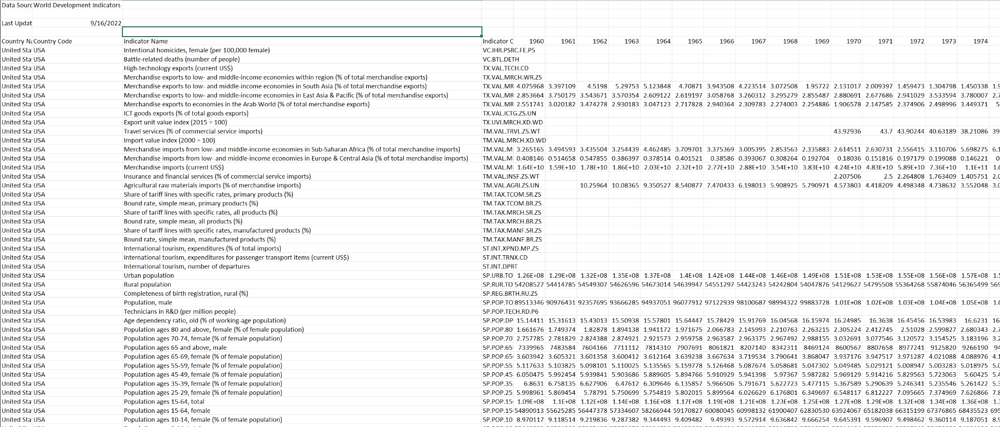 Data Sourc World Development Indicators
Last Updat 9/16/2022
Country Na Country Code Indicator Name Indicator C 1960 1961 1962 1963 1964 1965 1966 1967 1968 1969 1970 1971 1972 1973 1974
United Sta USA Intentional homicides, female (per 100,000 female) VC.IHR.PSRC.FE.P5
United Sta USA Battle-related deaths (number of people) VC.BTL.DETH
United Sta USA High-technology exports (current US$) TX.VAL.TECH.CD
United Sta USA Merchandise exports to low- and middle-income economies within region (% of total merchandise exports) TX.VAL.MRCH.WR.ZS
United Sta USA Merchandise exports to low- and middle-income economies in South Asia (% of total merchandise exports) TX.VAL.MR 4.075968 3.397109 4.5198 5.29753 5.123848 4.70871 3.943508 4.223514 3.072508 1.95722 2.131017 2.009397 1.459473 1.304798 1.450338
United Sta USA Merchandise exports to low- and middle-income economies in East Asia & Pacific (% of total merchandise exports) TX.VAL.MR 2.853664 3.750179 3.543671 3.570354 2.609122 2.619197 3.058768 3.260312 3.295279 2.855487 2.880691 2.677686 2.941029 3.533594 3.780007
United Sta USA Merchandise exports to economies in the Arab World (% of total merchandise exports) TX.VAL.MR 2.551741 3.020182 3.474278 2.930183 3.047123 2.717828 2.940364 2.309783 2.274003 2.254886 1.906578 2.147585 2.374906 2.498996 3.449371
United Sta USA ICT goods exports (% of total goods exports) TX.VAL.ICTG.ZS.UN
United Sta USA Export unit value index (2015 = 100) TX.UVI.MRCH.XD.WD
United Sta USA Travel services (% of commercial service imports) TM.VAL.TRVL.ZS.WT 43.92936 43.7 43.90244 40.63189 38.21086
United Sta USA Import value index (2000 = 100) TM.VAL.MRCH.XD.WD
United Sta USA Merchandise imports from low- and middle-income economies in Sub-Saharan Africa (% of total merchandise imports) TM.VAL.M 3.265165 3.494593 3.435504 3.254439 4.462485 3.709701 3.375369 3.005395 2.853563 2.335883 2.614511 2.630731 2.556415 3.110706 5.698275
United Sta USA Merchandise imports from low- and middle-income economies in Europe & Central Asia (% of total merchandise imports) TM.VAL.M 0.408146 0.514658 0.547855 0.386397 0.378514 0.401521 0.38586 0.393067 0.308264 0.192704 0.18036 0.151816 0.197179 0.199088 0.146221
United Sta USA Merchandise imports (current US$) TM.VAL.M 1.64E+10 1.59E+10 1.78E+10 1.86E+10 2.03E+10 2.32E+10 2.77E+10 2.88E+10 3.54E+10 3.83E+10 4.24E+10 4.83E+10 5.89E+10 7.36E+10 1.1E+11
United Sta USA Insurance and financial services (% of commercial service imports) TM.VAL.INSF.ZS.WT 2.207506 2.5 2.264808 1.763409 1.405751
United Sta USA Agricultural raw materials imports (% of merchandise imports) TM.VAL.AGRI.ZS.UN 10.25964 10.08365 9.350527 8.540877 7.470433 6.198013 5.908925 5.790971 4.573803 4.418209 4.498348 4.738632 3.552048
United Sta USA Share of tariff lines with specific rates, primary products (%) TM.TAX.TCOM.SR.ZS
United Sta USA Bound rate, simple mean, primary products (%) TM.TAX.TCOM.BR.ZS
United Sta USA Share of tariff lines with specific rates, all products (%) TM.TAX.MRCH.SR.ZS
United Sta USA Bound rate, simple mean, all products (%) TM.TAX.MRCH.BR.ZS
United Sta USA Share of tariff lines with specific rates, manufactured products (%) TM.TAX.MANF.SR.ZS
United Sta USA Bound rate, simple mean, manufactured products (%) TM.TAX.MANF.BR.ZS
United Sta USA International tourism, expenditures (% of total imports) ST.INT.XPND.MP.ZS
United Sta USA International tourism, expenditures for passenger transport items (current US$) ST.INT.TRNX.CD
United Sta USA International tourism, number of departures ST.INT.DPRT
United Sta USA Urban population SP.URB.TO 1.26E+08 1.29E+08 1.32E+08 1.35E+08 1.37E+08 1.4E+08 1.42E+08 1.44E+08 1.46E+08 1.49E+08 1.51E+08 1.53E+08 1.55E+08 1.56E+08 1.57E+08
United Sta USA Rural population SP.RUR.TO 54208527 54414785 54549307 54626596 54673014 54639947 54551297 54423243 54242804 54047876 54129627 54795508 55364268 55874046 56365499
United Sta USA Completeness of birth registration, rural (%) SP.REG.BRTH.RU.ZS
United Sta USA Population, male SP.POP.TO 89513346 90976431 92357695 93666285 94937051 96077912 97122939 98100687 98994322 99883728 1.01E+08 1.02E+08 1.03E+08 1.04E+08 1.05E+08
United Sta USA Technicians in R&D (per million people) SP.POP.TECH.RD.P6
United Sta USA Age dependency ratio, old (% of working-age population) SP.POP.DP 15.14411 15.31613 15.43013 15.50938 15.57801 15.64447 15.78429 15.91769 16.04568 16.15974 16.24985 16.3638 16.45456 16.53983 16.6231
United Sta USA Population ages 80 and above, female (% of female population) SP.POP.80 1.661676 1.749374 1.82878 1.894138 1.941172 1.971675 2.066783 2.145993 2.210763 2.263215 2.305224 2.412745 2.51028 2.599827 2.680343
United Sta USA Population ages 70-74, female (% of female population) SP.POP.70 2.757785 2.781829 2.824388 2.874921 2.921573 2.959758 2.963587 2.963375 2.967492 2.988155 3.032691 3.077546 3.120572 3.154525 3.183196
United Sta USA Population ages 65 and above, male SP.POP.65 7339965 7483584 7604166 7711112 7814310 7907691 8061821 8207140 8342311 8469124 8600567 8807658 8977241 9125820 9266190
United Sta USA Population ages 65-69, female (% of female population) SP.POP.65 3.603942 3.605321 3.601358 3.600412 3.612164 3.639238 3.667634 3.719534 3.790641 3.868047 3.937176 3.947517 3.971287 4.021088 4.088976
United Sta USA Population ages 55-59, female (% of female population) SP.POP.55 5.117633 5.103825 5.098101 5.110025 5.135565 5.159778 5.126468 5.087674 5.058681 5.047302 5.049485 5.029121 5.008947 5.003283 5.018975
United Sta USA Population ages 45-49, female (% of female population) SP.POP.45 6.050475 5.992454 5.939841 5.903686 5.889605 5.894766 5.910929 5.941398 5.97367 5.987282 5.969129 5.914216 5.829563 5.723063 5.60425
United Sta USA Population ages 35-39, female (% of female population) SP.POP.35 6.8631 6.758135 6.627906 6.47612 6.309646 6.135857 5.966506 5.791671 5.622723 5.477115 5.367589 5.290639 5.246341 5.235546 5.261422
United Sta USA Population ages 25-29, female (% of female population) SP.POP.25 5.998961 5.869454 5.78791 5.750699 5.754819 5.802015 5.899564 6.026629 6.176801 6.349697 6.548117 6.812227 7.095665 7.374969 7.626866
United Sta USA Population ages 15-64, total SP.POP.15 1.09E+08 1.1E+08 1.12E+08 1.14E+08 1.16E+08 1.17E+08 1.19E+08 1.21E+08 1.23E+08 1.25E+08 1.27E+08 1.29E+08 1.32E+08 1.34E+08 1.36E+08
United Sta USA Population ages 15-64, female SP.POP.15 54890913 55625285 56447378 57334607 58266944 59170827 60080045 60998132 61900407 62830530 63924067 65182038 66315199 67376865 68435523
United Sta USA Population ages 10-14, female (% of female population) SP.POP.10 8.970117 9.118514 9.219836 9.287382 9.344493 9.409482 9.49393 9.572914 9.636842 9.666254 9.645391 9.596907 9.498462 9.360114 9.187051